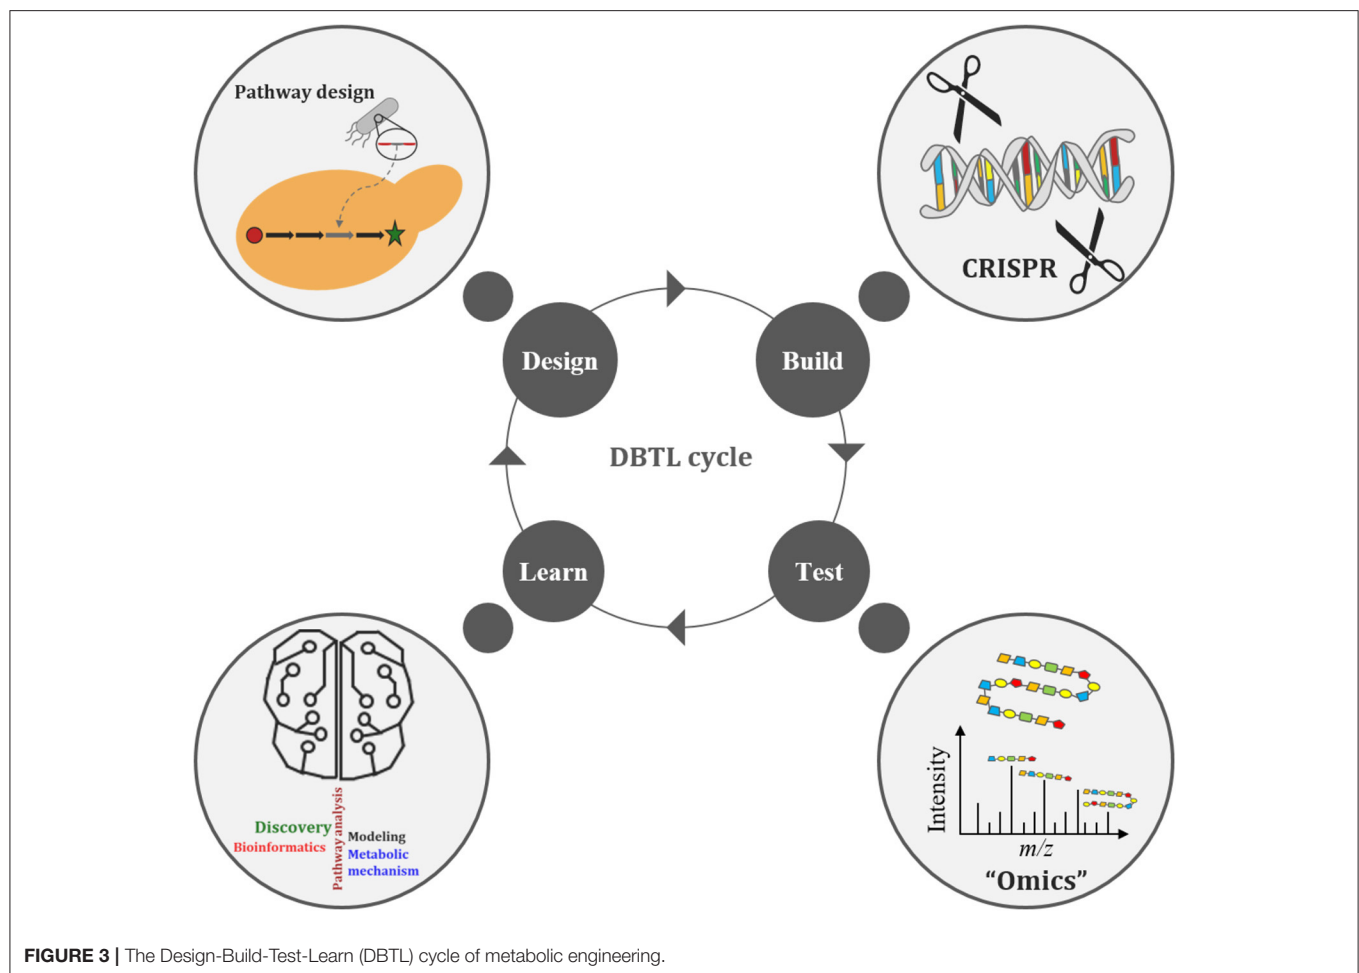 Pathway design
CRISPR
Design
Build
DBTL cycle
Learn
Test
Discovery
Bioinformatics
Pathway analysis
Modeling
Metabolic
mechanism
Intensity
m/z
“Omics”
FIGURE 3 | The Design-Build-Test-Learn (DBTL) cycle of metabolic engineering.